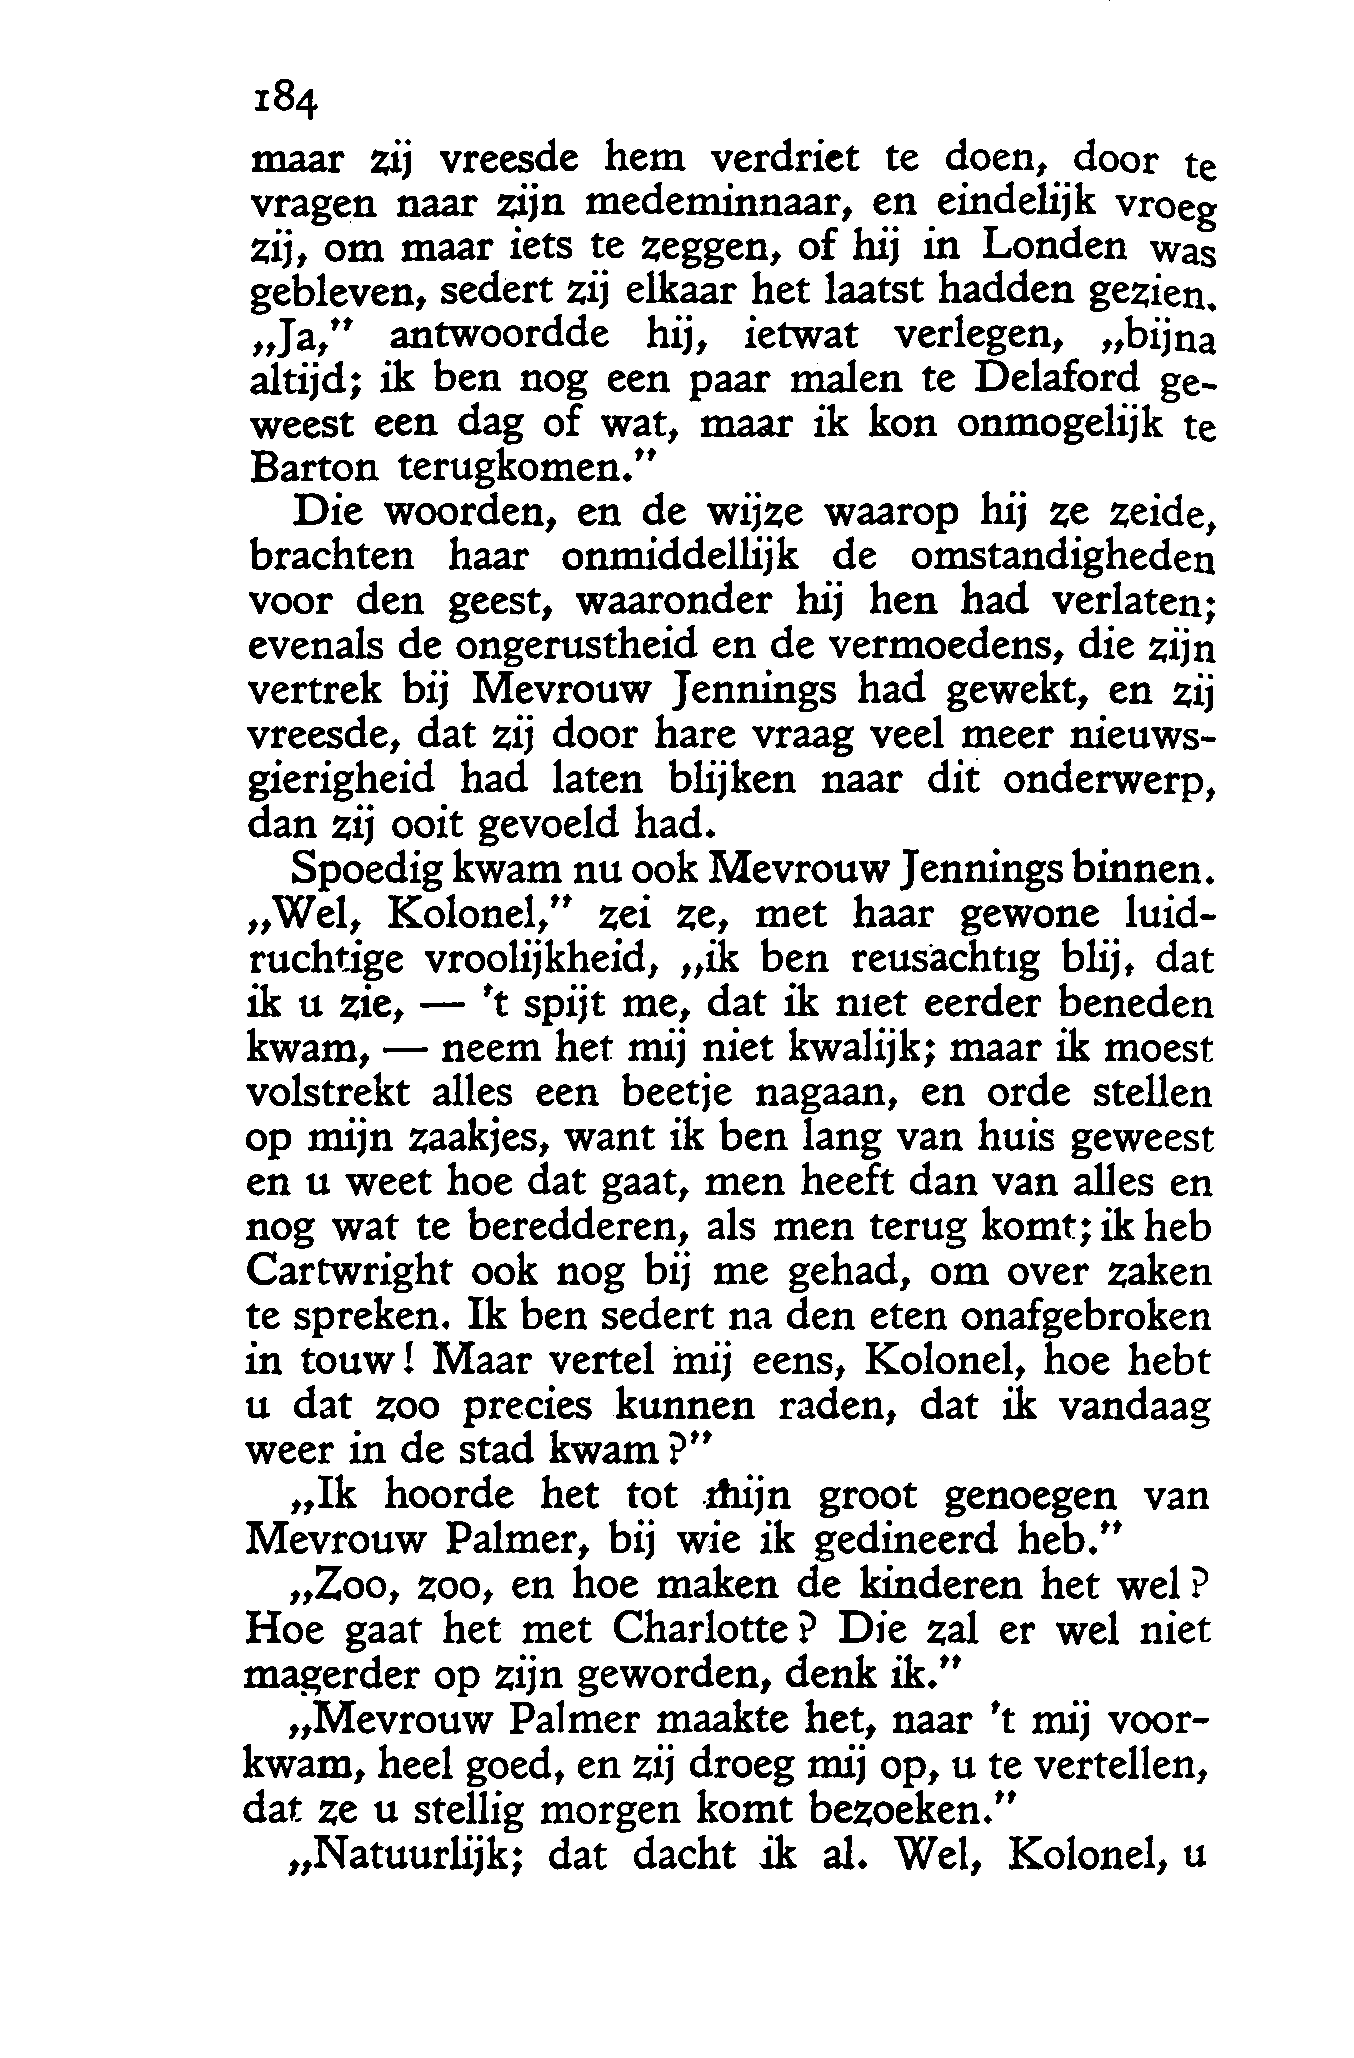 184
maar zij vreesde hem verdriet te doen, door te
vragen naar zijn medeminnaar, en eindelijk vroeg
zij, om maar iets te zeggen, of hij in Londen was
gebleven, sedert zij elkaar het laatst hadden gezien.
„Ja,” antwoordde hij, ietwat verlegen, „bijna
altijd; ik ben nog een paar malen te Delaford ge-
weest een dag of wat, maar ik kon onmogelijk te
Barton terugkomen.”
Die woorden, en de wijze waarop hij ze zeide,
brachten haar onmiddellijk de omstandigheden
voor den geest, waaronder hij hen had verlaten;
evenals de ongerustheid en de vermoedens, die zijn
vertrek bij Mevrouw Jennings had gewekt, en zij
vreesde, dat zij door hare vraag veel meer nieuws-
gierigheid had laten blijken naar dit onderwerp,
dan zij ooit gevoeld had.
Spoedig kwam nu ook Mevrouw Jennings binnen.
„Wel, Kolonel,” zei ze, met haar gewone luid-
ruchtige vroolijkheid, „ik ben reusachtig blij, dat
ik u zie, — 't spijt me, dat ik niet eerder beneden
kwam, — neem het mij niet kwalijk; maar ik moest
volstrekt alles een beetje nagaan, en orde stellen
op mijn zaakjes, want ik ben lang van huis geweest
en u weet hoe dat gaat, men heeft dan van alles en
nog wat te beredderen, als men terug komt; ik heb
Cartwright ook nog bij me gehad, om over zaken
te spreken. Ik ben sedert na den eten onafgebroken
in touw! Maar vertel mij eens, Kolonel, hoe hebt
u dat zoo precies kunnen raden, dat ik vandaag
weer in de stad kwam?”
„Ik hoorde het tot mijn groot genoegen van
Mevrouw Palmer, bij wie ik gedineerd heb.”
„Zoo, zoo, en hoe maken de kinderen het wel?
Hoe gaat het met Charlotte? Die zal er wel niet
magerder op zijn geworden, denk ik.”
„Mevrouw Palmer maakte het, naar 't mij voor-
kwam, heel goed, en zij droeg mij op, u te vertellen,
dat ze u stellig morgen komt bezoeken.”
„Natuurlijk; dat dacht ik al. Wel, Kolonel, u